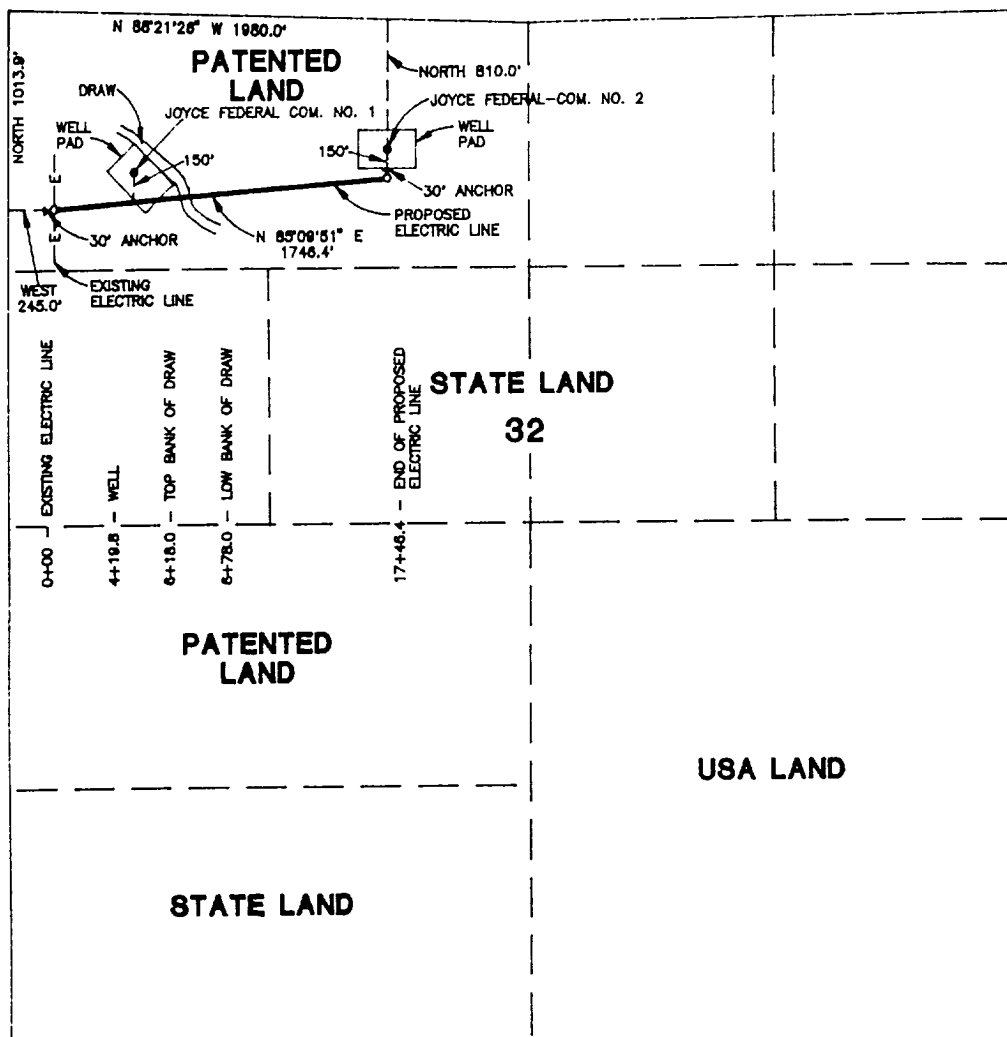 N 88°21'26" W 1980.0'
NORTH 1013.9'
PATENTED
LAND
NORTH 810.0'
DRAW
JOYCE FEDERAL-COM. NO. 2
JOYCE FEDERAL COM. NO. 1
WELL
PAD
WELL
PAD
150'
150'
30' ANCHOR
E
PROPOSED
ELECTRIC LINE
N 85°09'51" E
1746.4'
E
30' ANCHOR
WEST
245.0'
EXISTING
ELECTRIC LINE
STATE LAND
32
0+00 - EXISTING ELECTRIC LINE
4+19.8 - WELL
6+18.0 - TOP BANK OF DRAW
6+78.0 - LOW BANK OF DRAW
17+46.4 - END OF PROPOSED
ELECTRIC LINE
PATENTED
LAND
USA LAND
STATE LAND